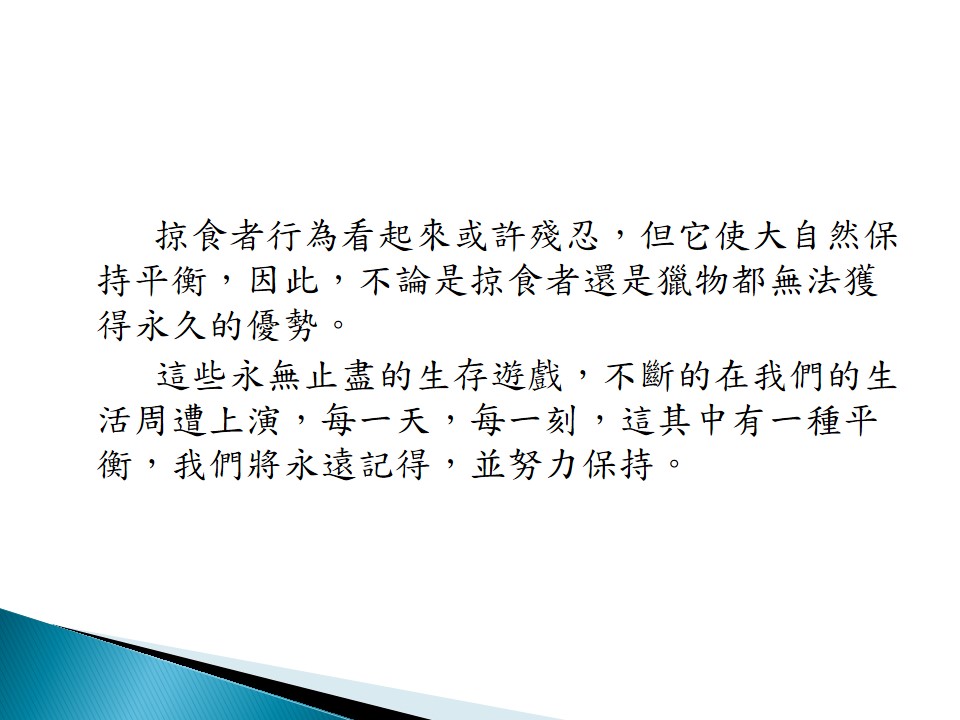 掠食者行為看起來或許殘忍，但它使大自然保
持平衡，因此，不論是掠食者還是獵物都無法獲
得永久的優勢。
這些永無止盡的生存遊戲，不斷的在我們的生
活周遭上演，每一天，每一刻，這其中有一種平
衡，我們將永遠記得，並努力保持。